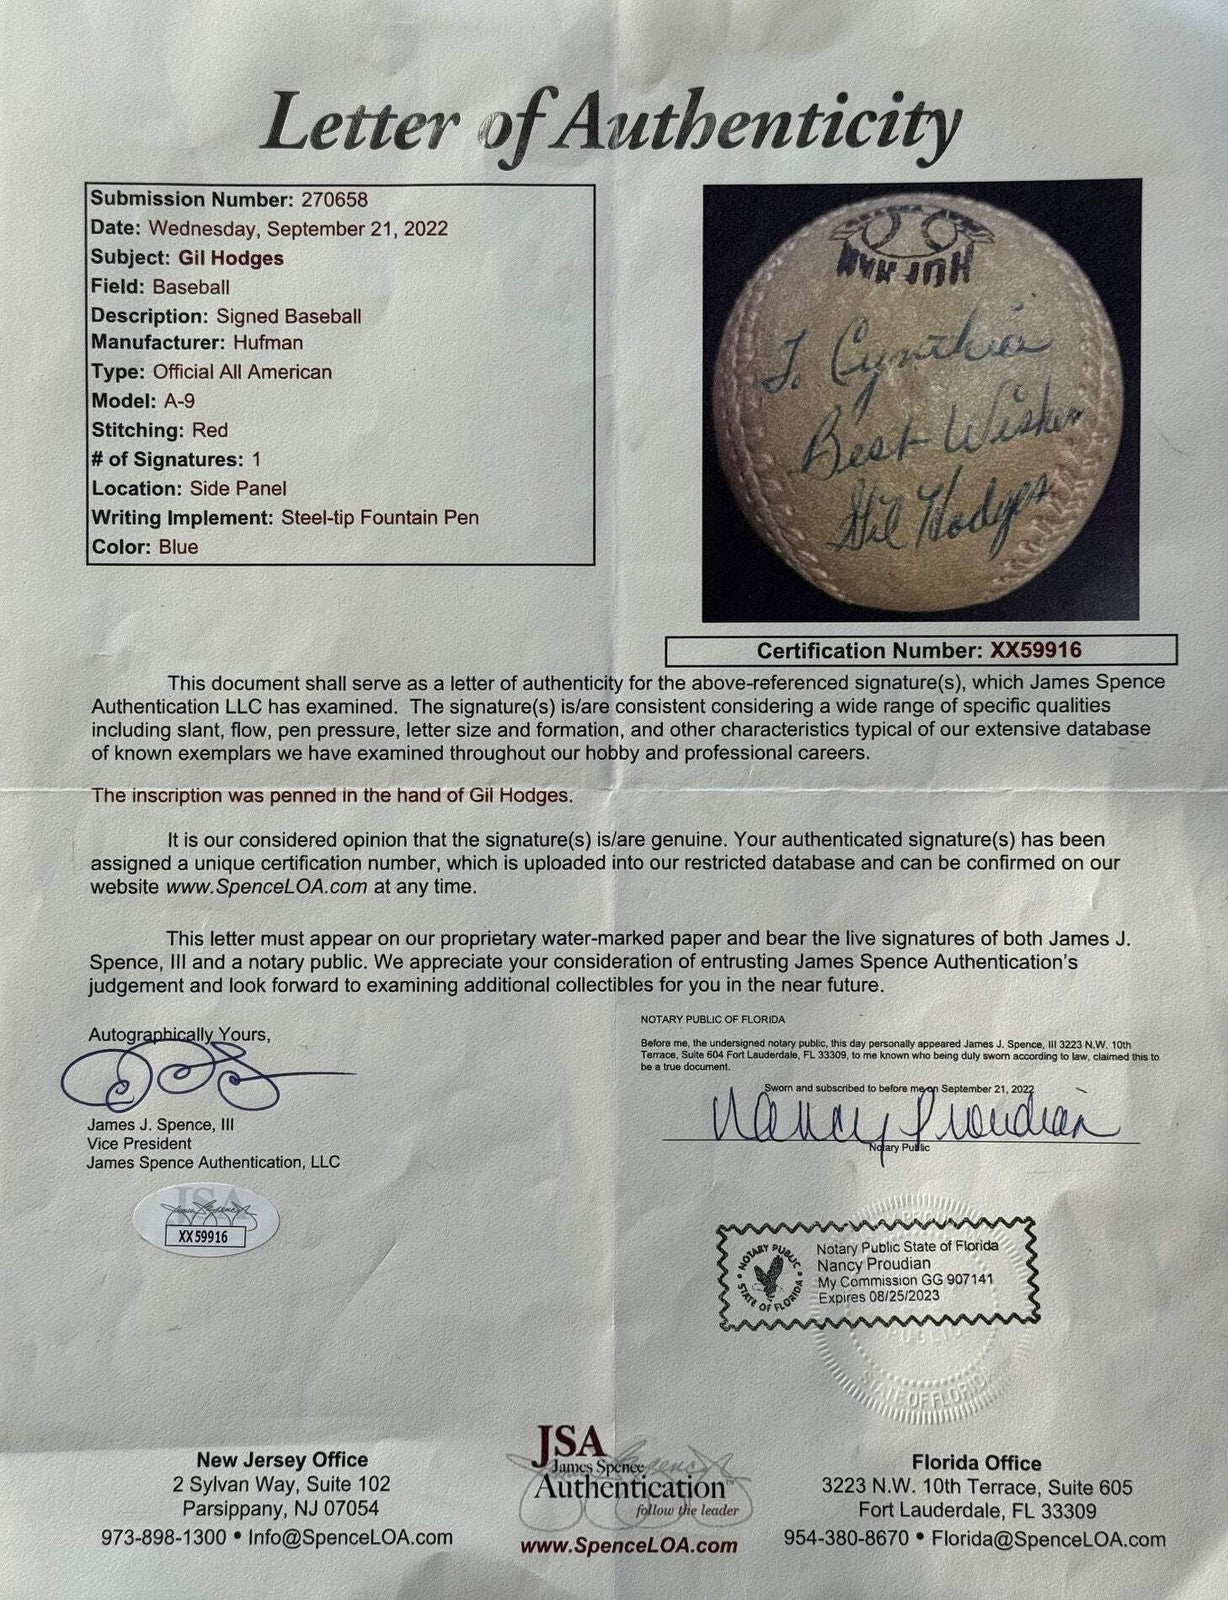 Letter of Authenticity
Submission Number: 270658
Date: Wednesday, September 21, 2022
Subject: Gil Hodges
Field: Baseball
Description: Signed Baseball
Manufacturer: Hufman
Type: Official All American
Model: A-9
Stitching: Red
# of Signatures: 1
Location: Side Panel
Writing Implement: Steel-tip Fountain Pen
Color: Blue
HUFMAN
To Cynthia
Best Wishes
Gil Hodges
Certification Number: XX59916
This document shall serve as a letter of authenticity for the above-referenced signature(s), which James Spence
Authentication LLC has examined. The signature(s) is/are consistent considering a wide range of specific qualities
including slant, flow, pen pressure, letter size and formation, and other characteristics typical of our extensive database
of known exemplars we have examined throughout our hobby and professional careers.
The inscription was penned in the hand of Gil Hodges.
It is our considered opinion that the signature(s) is/are genuine. Your authenticated signature(s) has been
assigned a unique certification number, which is uploaded into our restricted database and can be confirmed on our
website www.SpenceLOA.com at any time.
This letter must appear on our proprietary water-marked paper and bear the live signatures of both James J.
Spence, III and a notary public. We appreciate your consideration of entrusting James Spence Authentication's
judgement and look forward to examining additional collectibles for you in the near future.
Autographically Yours,
James J. Spence, III
Vice President
James Spence Authentication, LLC
JSA
XX59916
NOTARY PUBLIC OF FLORIDA
Before me, the undersigned notary public, this day personally appeared James J. Spence, III 3223 N.W. 10th
Terrace, Suite 604 Fort Lauderdale, FL 33309, to me known who being duly sworn according to law, claimed this to
be a true document.
Sworn and subscribed to before me on September 21, 2022
Nancy Proudian
Notary Public
NOTARY PUBLIC
STATE OF FLORIDA
Notary Public State of Florida
Nancy Proudian
My Commission GG 907141
Expires 08/25/2023
PUBLIC
STATE OF FLORIDA
New Jersey Office
2 Sylvan Way, Suite 102
Parsippany, NJ 07054
973-898-1300 • Info@SpenceLOA.com
JSA
James Spence
Authentication™
follow the leader
www.SpenceLOA.com
Florida Office
3223 N.W. 10th Terrace, Suite 605
Fort Lauderdale, FL 33309
954-380-8670 • Florida@SpenceLOA.com